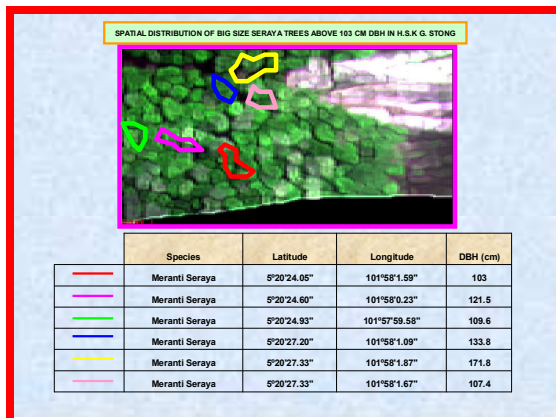 SPATIAL DISTRIBUTION OF BIG SIZE SERAYA TREES ABOVE 103 CM DBH IN H.S.K G. STONG
Species Latitude Longitude DBH (cm)
Meranti Seraya 5°20'24.05" 101°58'1.59" 103
Meranti Seraya 5°20'24.60" 101°58'0.23" 121.5
Meranti Seraya 5°20'24.93" 101°57'59.58" 109.6
Meranti Seraya 5°20'27.20" 101°58'1.09" 133.8
Meranti Seraya 5°20'27.33" 101°58'1.87" 171.8
Meranti Seraya 5°20'27.33" 101°58'1.67" 107.4